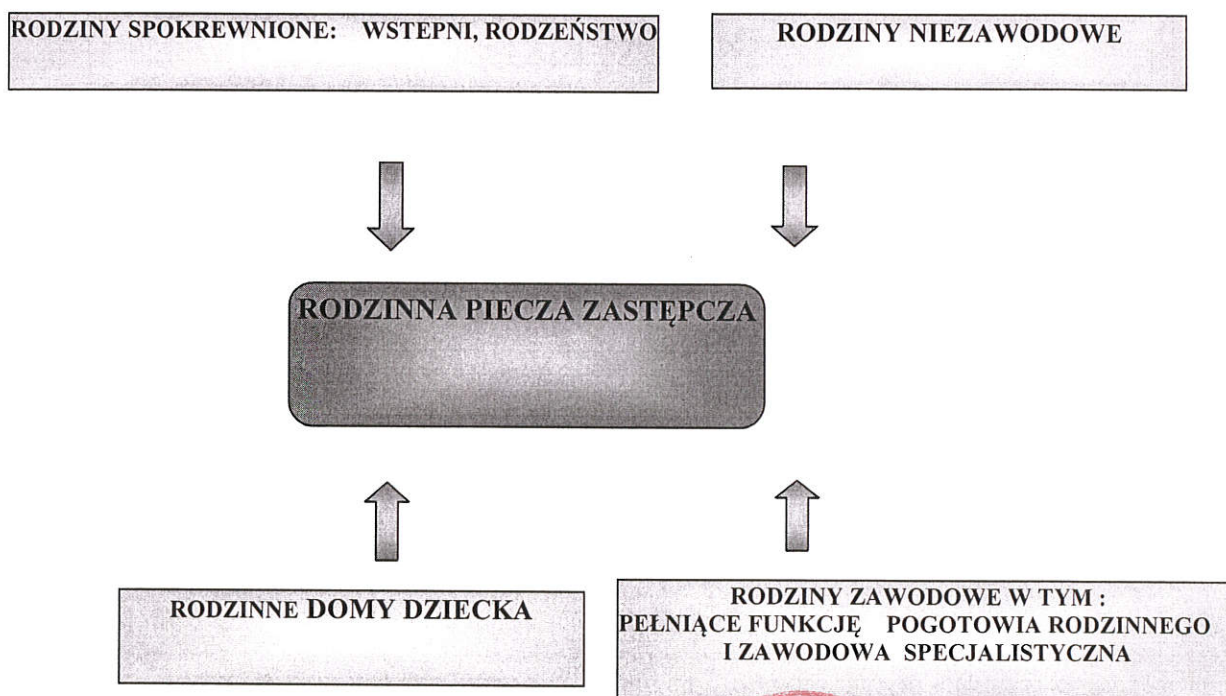 RODZINY SPOKREWNIONE: WSTEPNI, RODZEŃSTWO
RODZINY NIEZAWODOWE
RODZINNA PIECZA ZASTĘPCZA
RODZINNE DOMY DZIECKA
RODZINY ZAWODOWE W TYM :
PEŁNIĄCE FUNKCJĘ POGOTOWIA RODZINNEGO
I ZAWODOWA SPECJALISTYCZNA